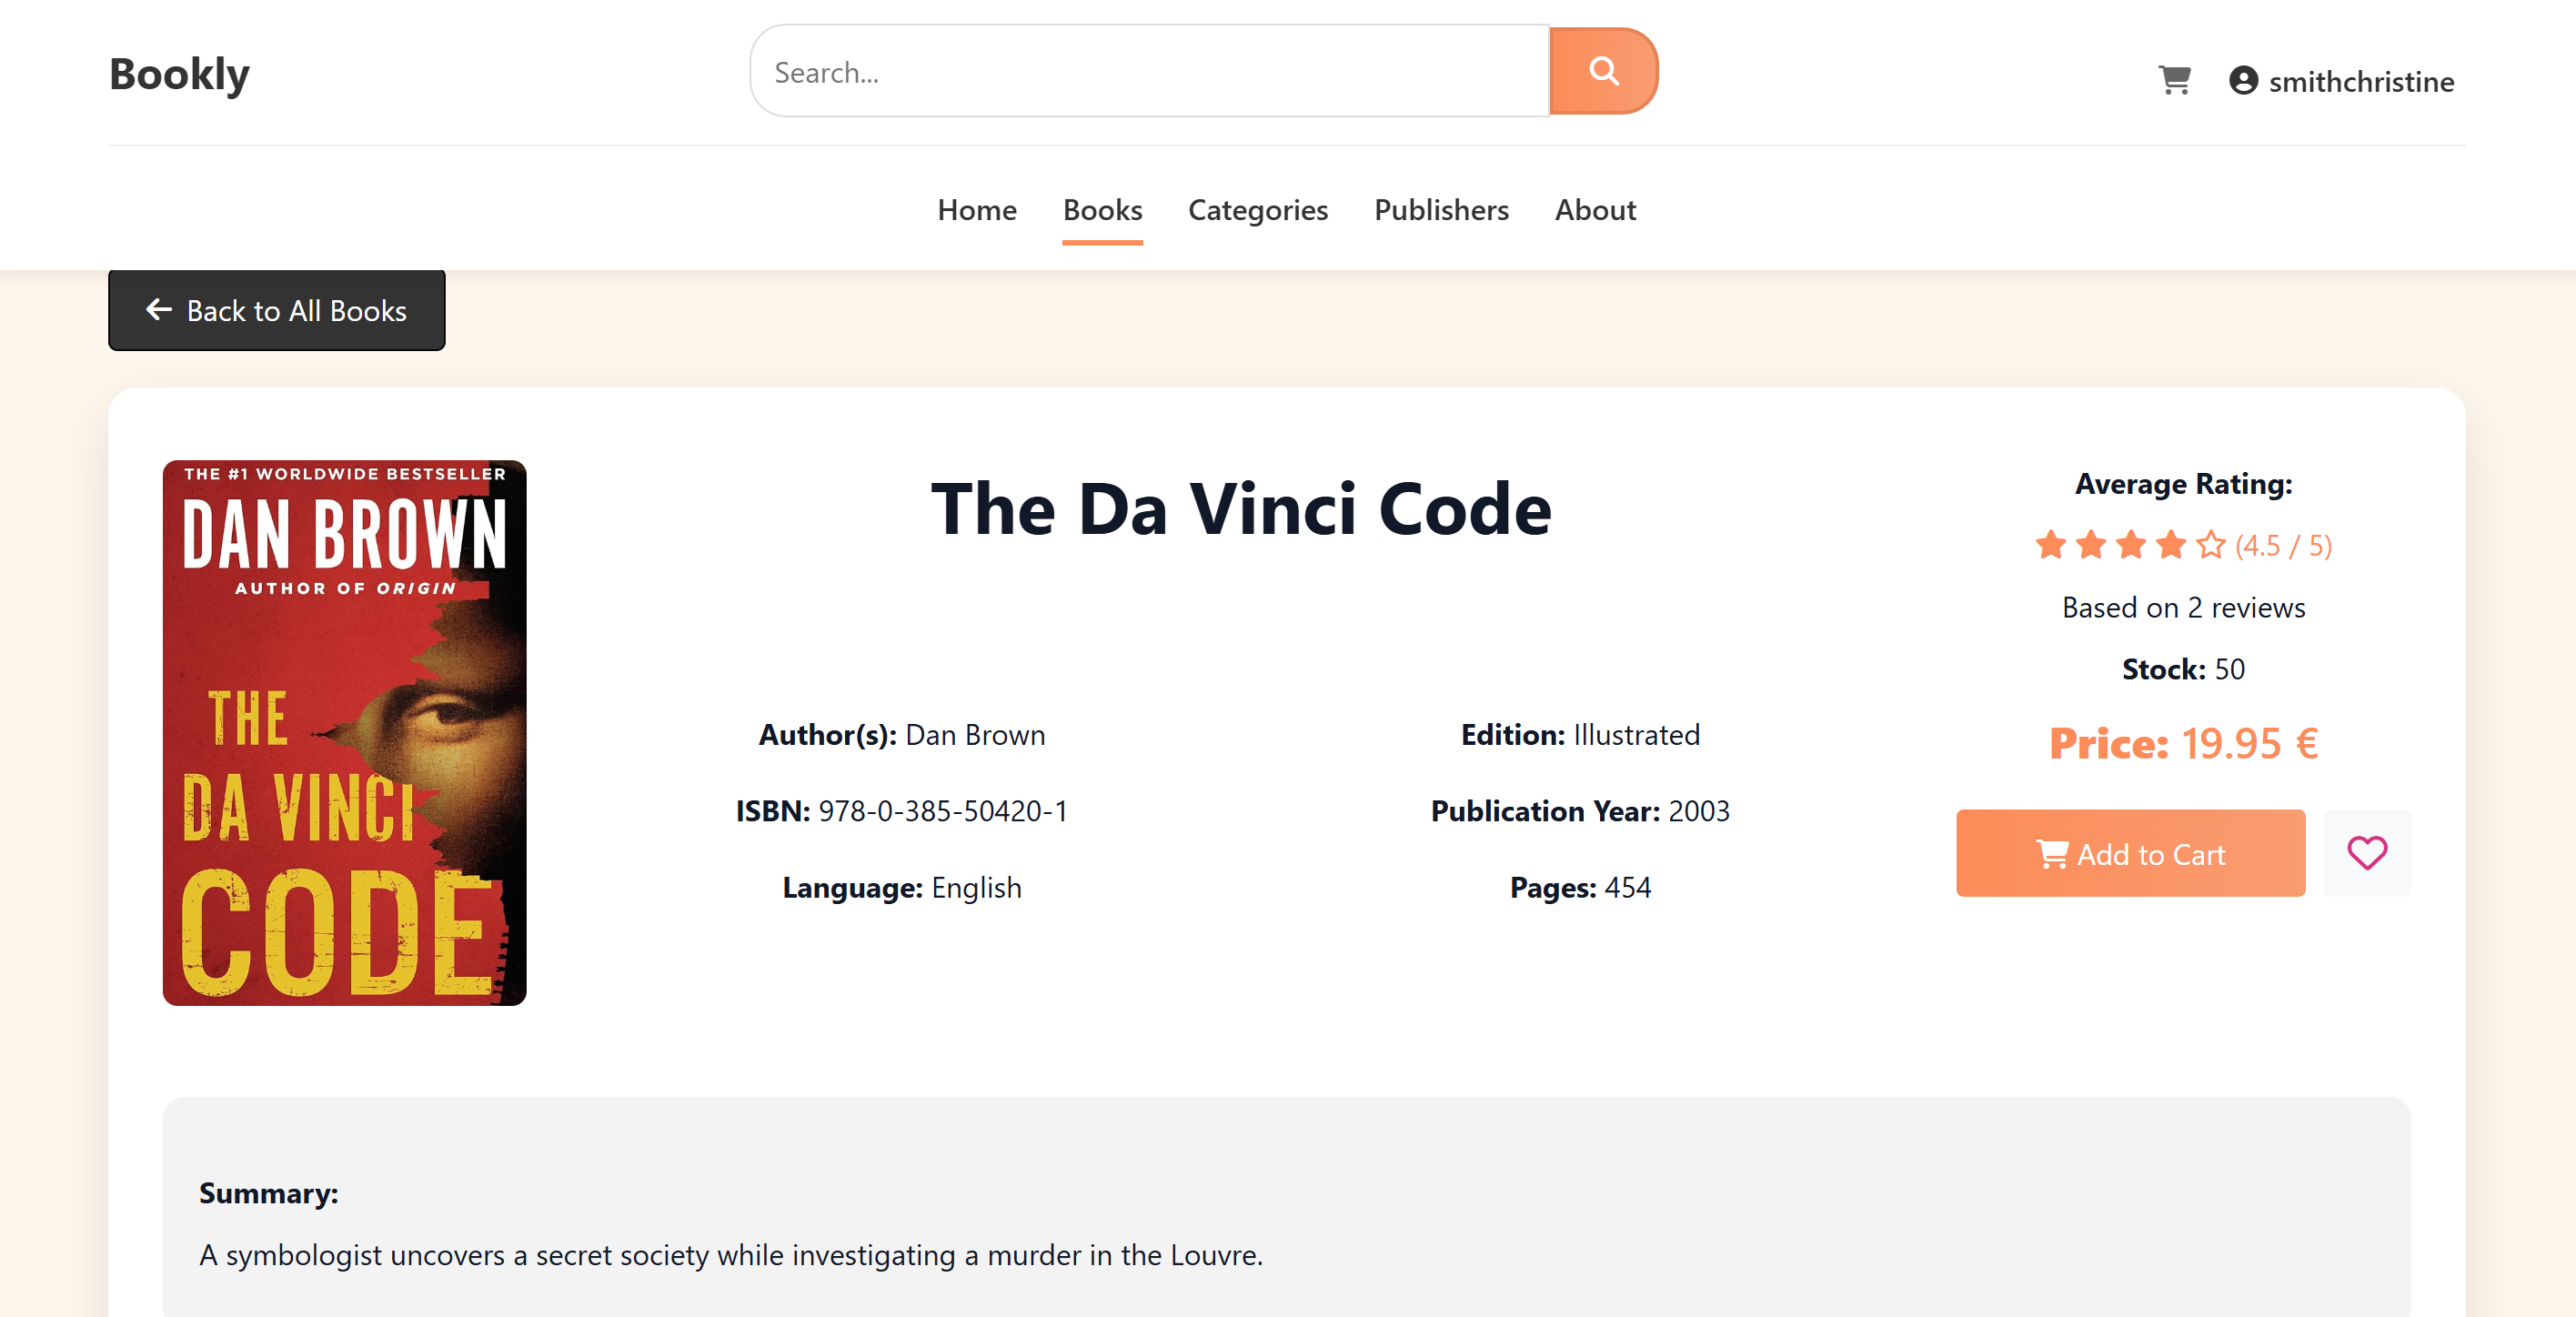 Bookly
Search...
smithchristine
Home Books Categories Publishers About
Back to All Books
THE #1 WORLDWIDE BESTSELLER
DAN BROWN
AUTHOR OF ORIGIN
THE
DA VINCI
CODE
The Da Vinci Code
Author(s): Dan Brown
ISBN: 978-0-385-50420-1
Language: English
Edition: Illustrated
Publication Year: 2003
Pages: 454
Average Rating:
(4.5 / 5)
Based on 2 reviews
Stock: 50
Price: 19.95 €
Add to Cart
Summary:
A symbologist uncovers a secret society while investigating a murder in the Louvre.